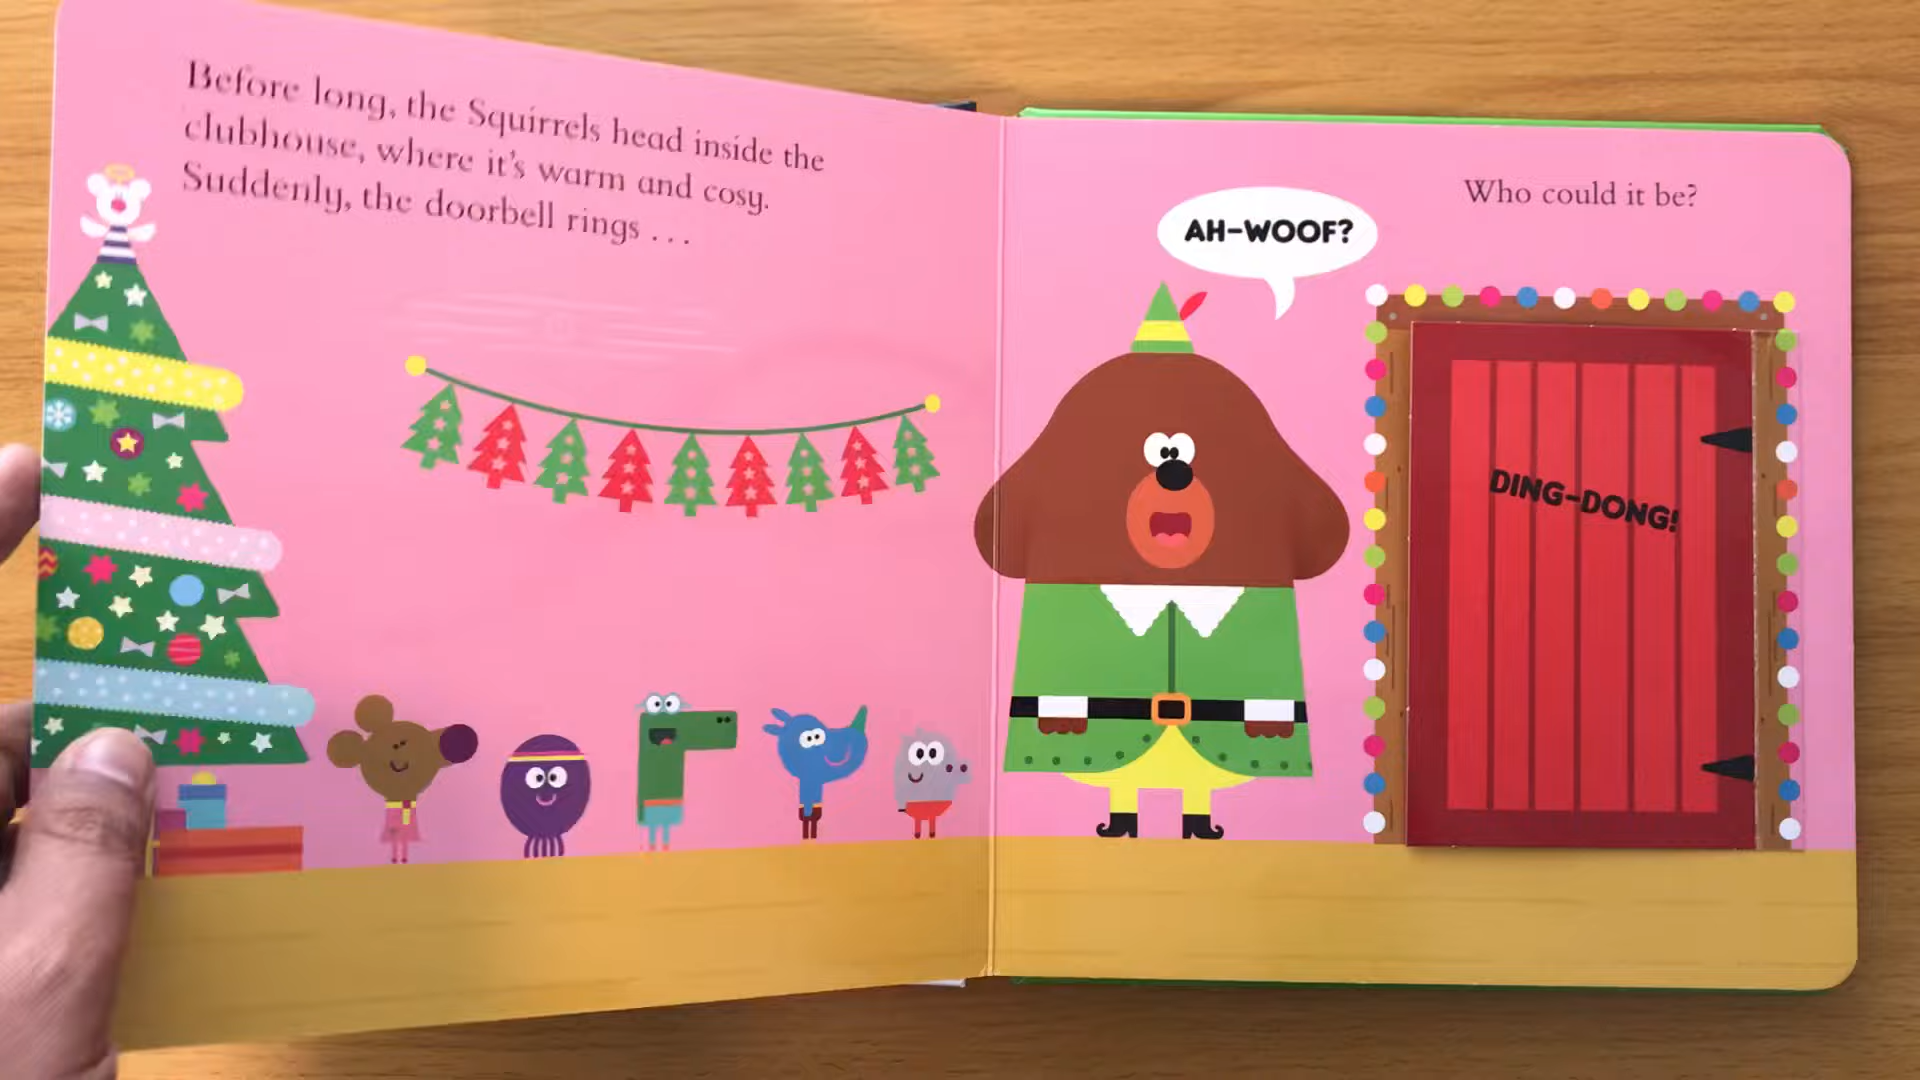 Before long, the Squirrels head inside the
clubhouse, where it's warm and cosy.
Suddenly, the doorbell rings . . .
Who could it be?
AH-WOOF?
DING-DONG!